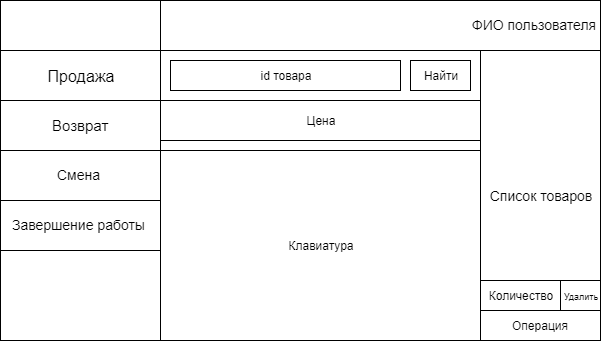 ФИО пользователя
Продажа
id товара
Найти
Возврат
Цена
Смена
Список товаров
Завершение работы
Клавиатура
Количество
Удалить
Операция